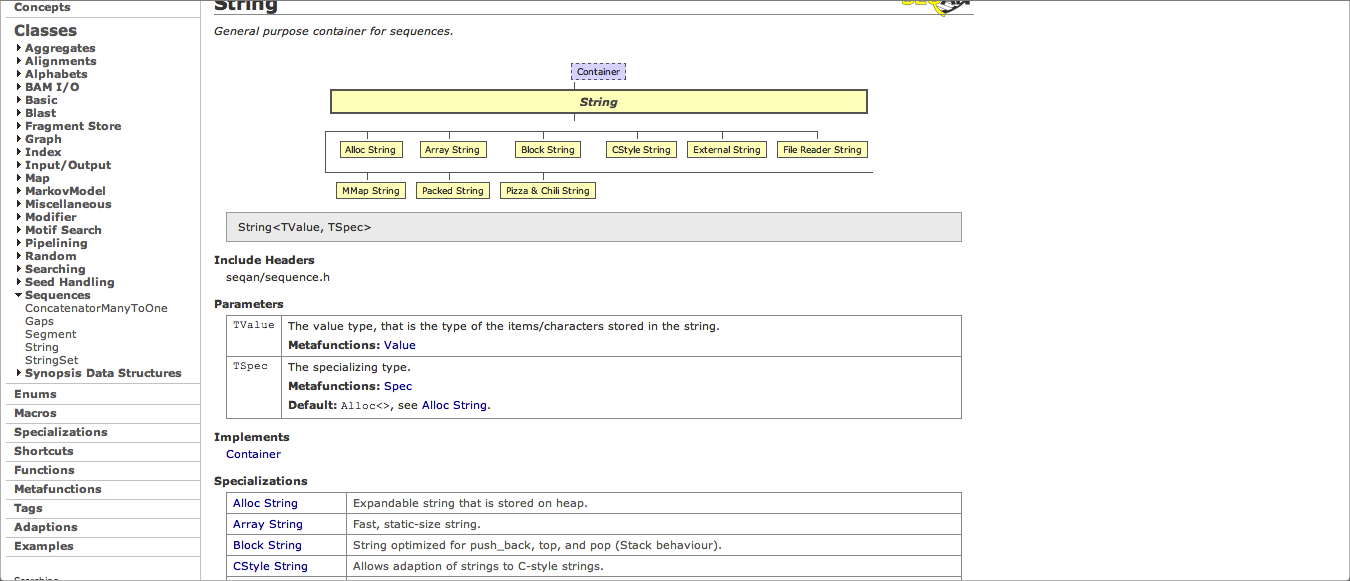 Concepts
Classes
Aggregates
Alignments
Alphabets
BAM I/O
Basic
Blast
Fragment Store
Graph
Index
Input/Output
Map
MarkovModel
Miscellaneous
Modifier
Motif Search
Pipelining
Random
Searching
Seed Handling
Sequences
ConcatenatorManyToOne
Gaps
Segment
String
StringSet
Synopsis Data Structures
Enums
Macros
Specializations
Shortcuts
Functions
Metafunctions
Tags
Adaptions
Examples
String
General purpose container for sequences.
Container
String
Alloc String Array String Block String CStyle String External String File Reader String
MMap String Packed String Pizza & Chili String
String<TValue, TSpec>
Include Headers
seqan/sequence.h
Parameters
TValue The value type, that is the type of the items/characters stored in the string.
Metafunctions: Value
TSpec The specializing type.
Metafunctions: Spec
Default: Alloc<>, see Alloc String.
Implements
Container
Specializations
Alloc String Expandable string that is stored on heap.
Array String Fast, static-size string.
Block String String optimized for push_back, top, and pop (Stack behaviour).
CStyle String Allows adaption of strings to C-style strings.